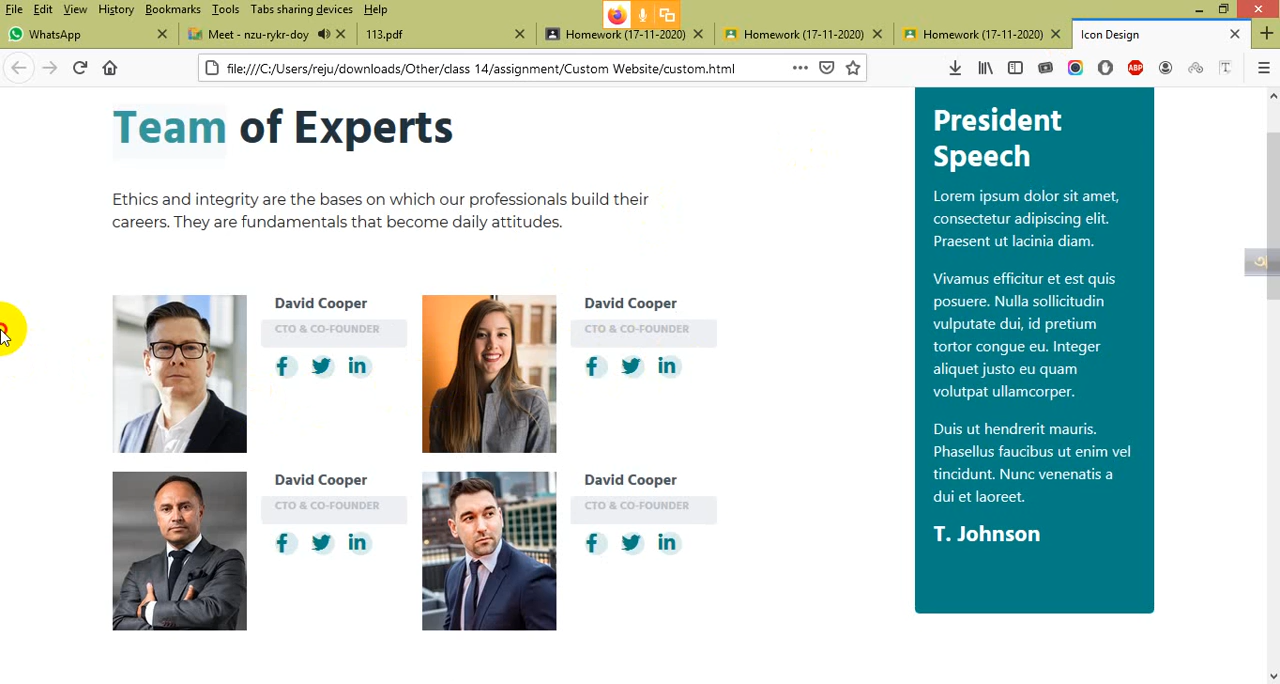 File Edit View History Bookmarks Tools Tabs sharing devices Help
WhatsApp
Meet - nzu-rykr-doy
113.pdf
Homework (17-11-2020)
Homework (17-11-2020)
Homework (17-11-2020)
Icon Design
file:///C:/Users/reju/downloads/Other/class 14/assignment/Custom Website/custom.html
ABP
Team of Experts
Ethics and integrity are the bases on which our professionals build their
careers. They are fundamentals that become daily attitudes.
David Cooper
CTO & CO-FOUNDER
David Cooper
CTO & CO-FOUNDER
David Cooper
CTO & CO-FOUNDER
David Cooper
CTO & CO-FOUNDER
President
Speech
Lorem ipsum dolor sit amet,
consectetur adipiscing elit.
Praesent ut lacinia diam.
Vivamus efficitur et est quis
posuere. Nulla sollicitudin
vulputate dui, id pretium
tortor congue eu. Integer
aliquet justo eu quam
volutpat ullamcorper.
Duis ut hendrerit mauris.
Phasellus faucibus ut enim vel
tincidunt. Nunc venenatis a
dui et laoreet.
T. Johnson